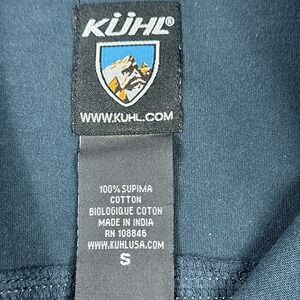 KÜHL®
WWW.KUHL.COM
100% SUPIMA
COTTON
BIOLOGIQUE COTON
MADE IN INDIA
RN 108846
WWW.KUHLUSA.COM
S